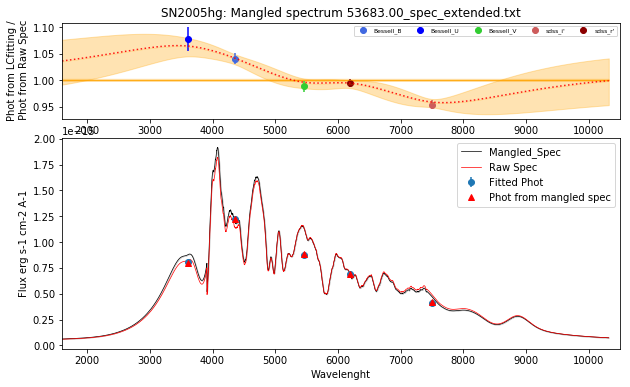 SN2005hg: Mangled spectrum 53683.00_spec_extended.txt
Phot from LCfitting /
Phot from Raw Spec
1.10
1.05
1.00
0.95
Bessell_B
Bessell_U
Bessell_V
sdss_i'
sdss_r'
2000 3000 4000 5000 6000 7000 8000 9000 10000
1e−15
Flux erg s-1 cm-2 A-1
2.00
1.75
1.50
1.25
1.00
0.75
0.50
0.25
0.00
Mangled_Spec
Raw Spec
Fitted Phot
Phot from mangled spec
2000 3000 4000 5000 6000 7000 8000 9000 10000
Wavelenght